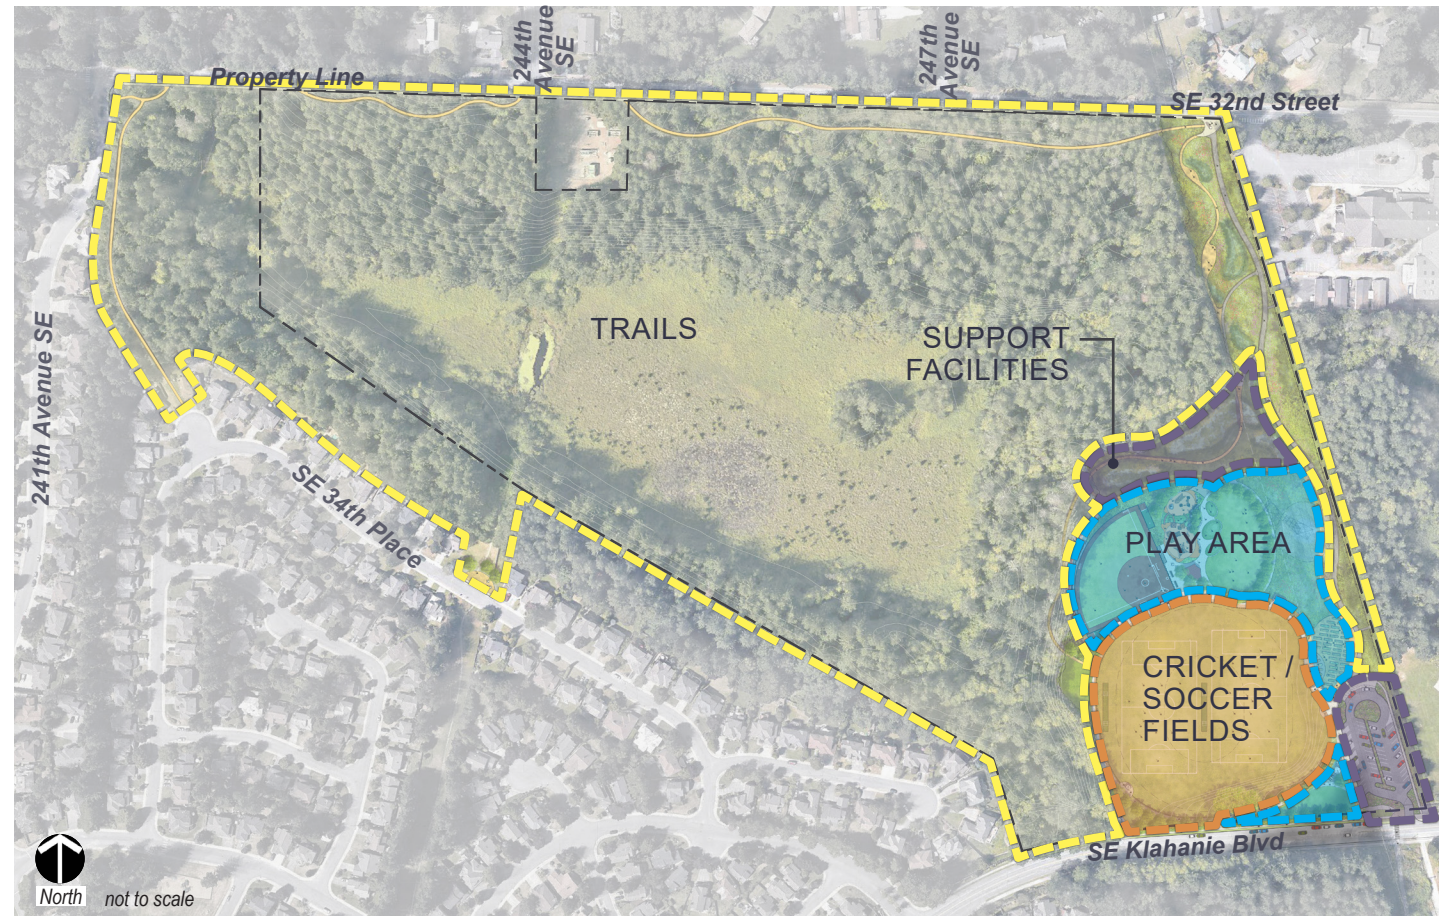 244th
Avenue
SE
247th
Avenue
SE
Property Line
SE 32nd Street
TRAILS
SUPPORT
FACILITIES
241th Avenue SE
SE 34th Place
PLAY AREA
CRICKET /
SOCCER
FIELDS
SE Klahanie Blvd
North
not to scale